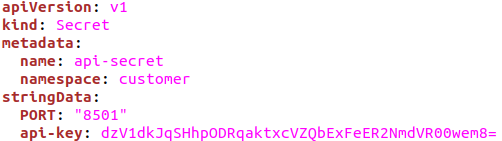 apiVersion: v1
kind: Secret
metadata:
  name: api-secret
  namespace: customer
stringData:
  PORT: "8501"
  api-key: dzV1dkJqSHhpODRqaktxcVZQbExFeER2NmdVR00wem8=